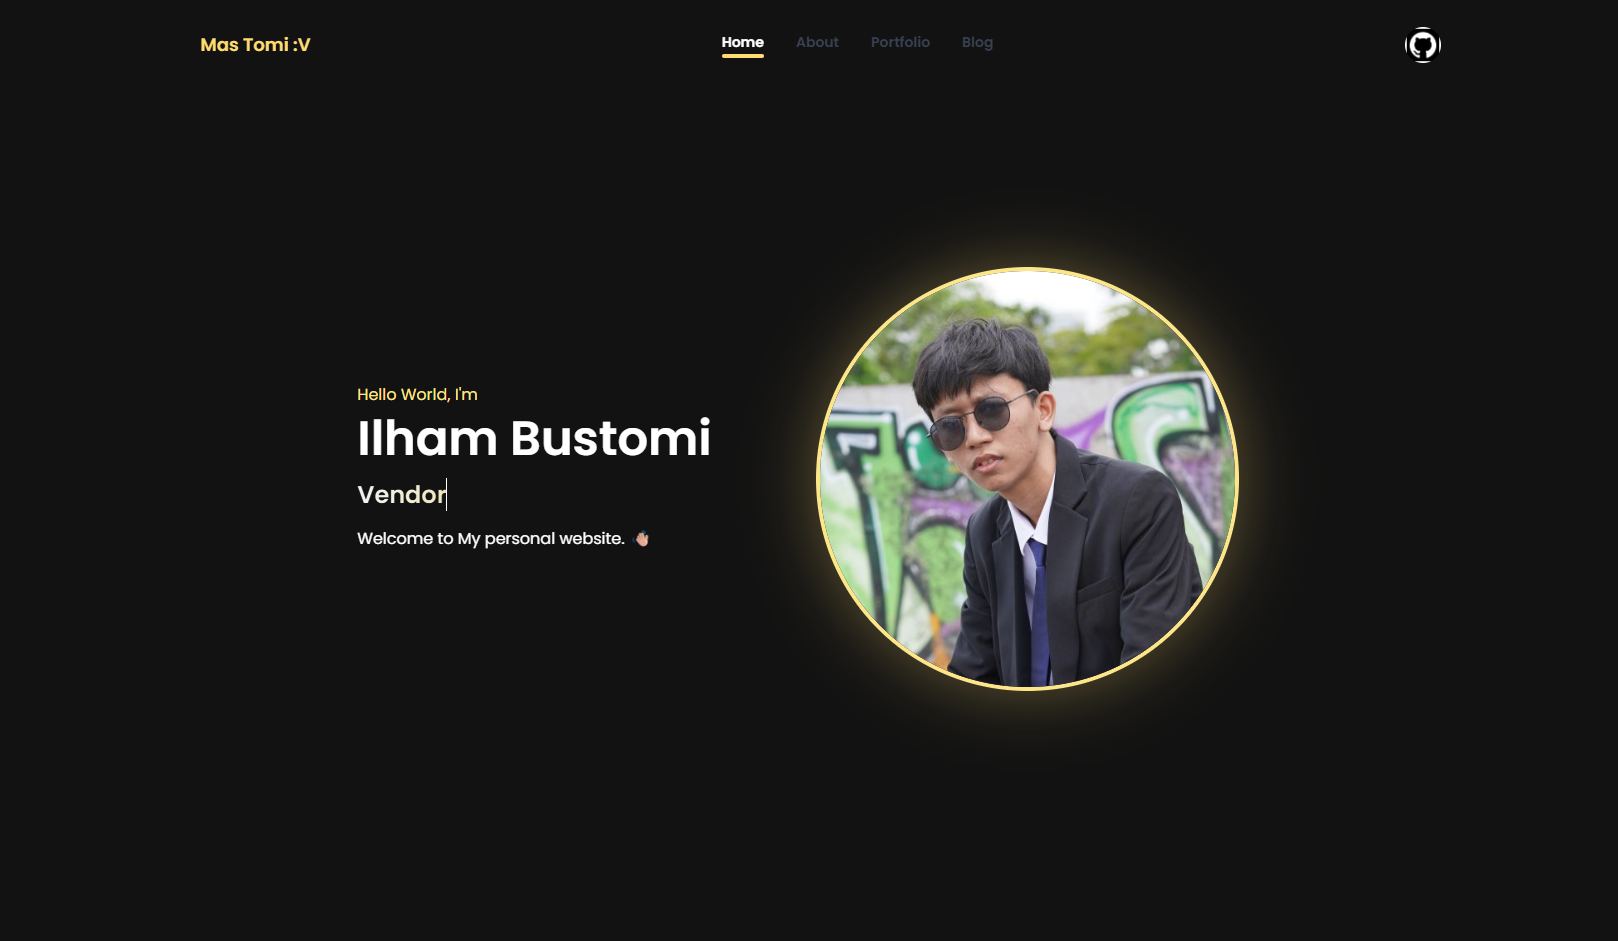 Mas Tomi :V
Home About Portfolio Blog
Hello World, I'm
Ilham Bustomi
Vendor
Welcome to My personal website. 👋🏼